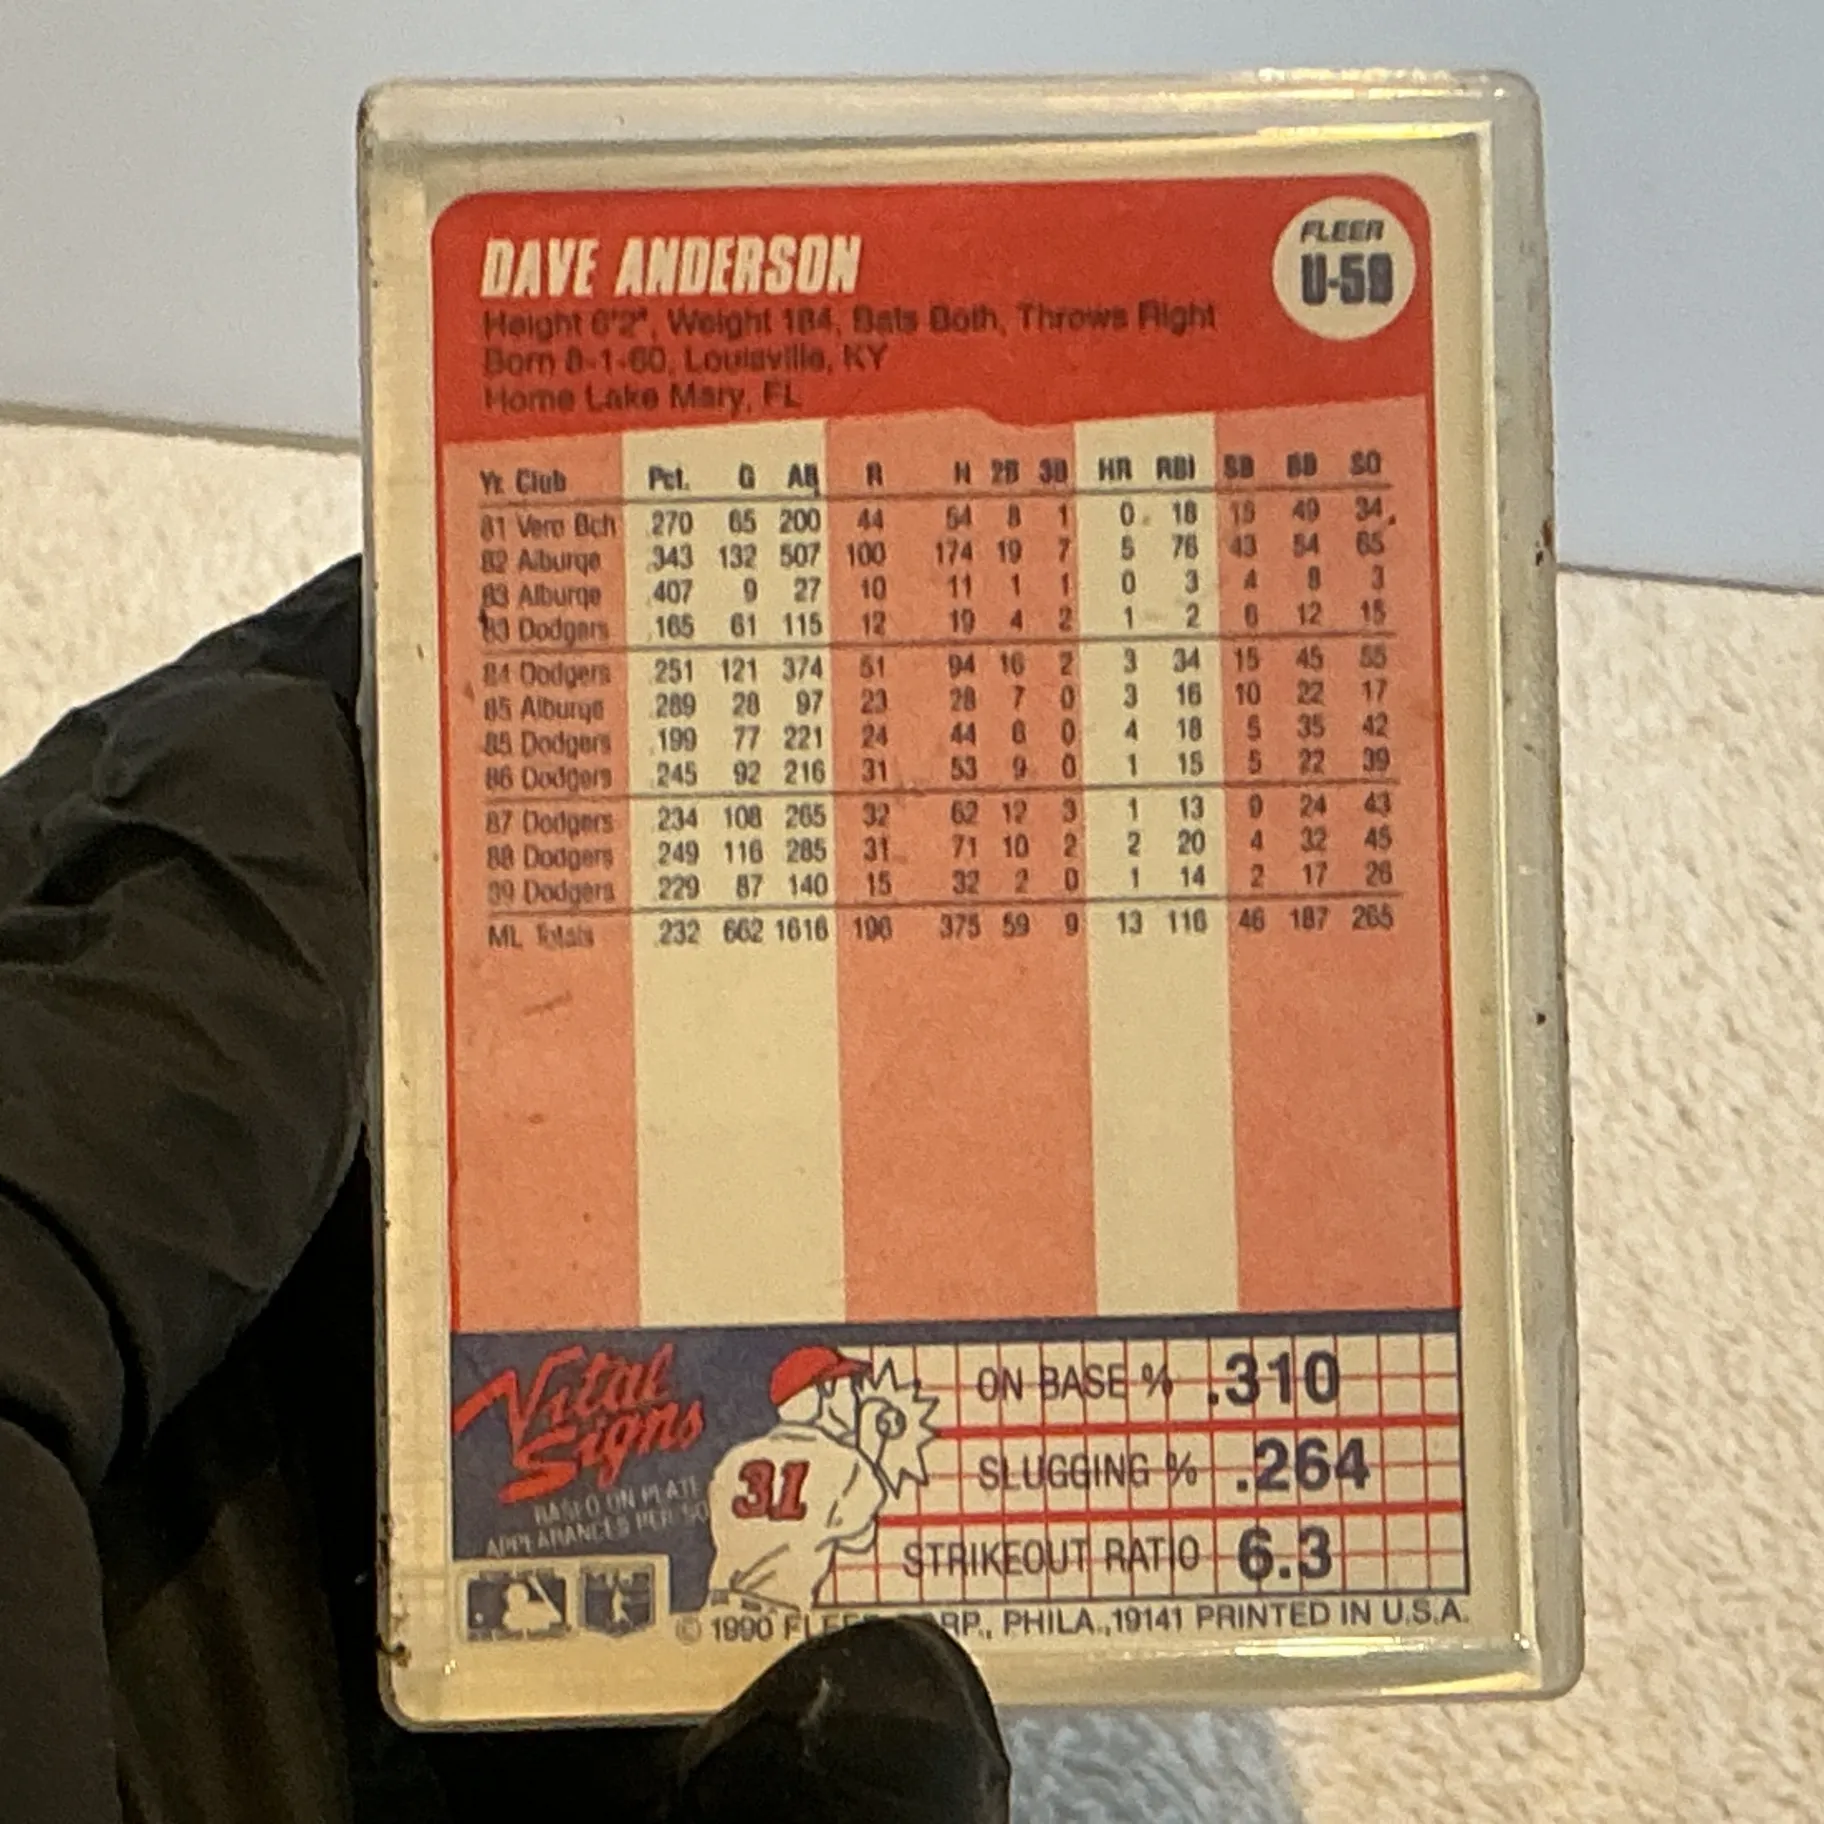 FLEER
U-59
DAVE ANDERSON
Height 6'2", Weight 184, Bats Both, Throws Right
Born 8-1-60, Louisville, KY
Home Lake Mary, FL
Yr. Club Pct. G AB R H 2B 3B HR RBI SB BB SO
81 Vero Bch .270 65 200 44 54 8 1 0 18 15 49 34
82 Alburqe .343 132 507 100 174 19 7 5 76 43 54 65
83 Alburqe .407 9 27 10 11 1 1 0 3 4 8 3
83 Dodgers .165 61 115 12 19 4 2 1 2 6 12 15
84 Dodgers .251 121 374 51 94 16 2 3 34 15 45 55
85 Alburqe .289 28 97 23 28 7 0 3 16 10 22 17
85 Dodgers .199 77 221 24 44 6 0 4 18 5 35 42
86 Dodgers .245 92 216 31 53 9 0 1 15 5 22 39
87 Dodgers .234 108 265 32 62 12 3 1 13 9 24 43
88 Dodgers .249 116 285 31 71 10 2 2 20 4 32 45
89 Dodgers .229 87 140 15 32 2 0 1 14 2 17 26
ML Totals .232 662 1616 196 375 59 9 13 116 46 187 265
Vital
Signs
BASED ON PLATE
APPEARANCES PER
31
ON BASE % .310
SLUGGING % .264
STRIKEOUT RATIO 6.3
© 1990 PHILA.,19141 PRINTED IN U.S.A.